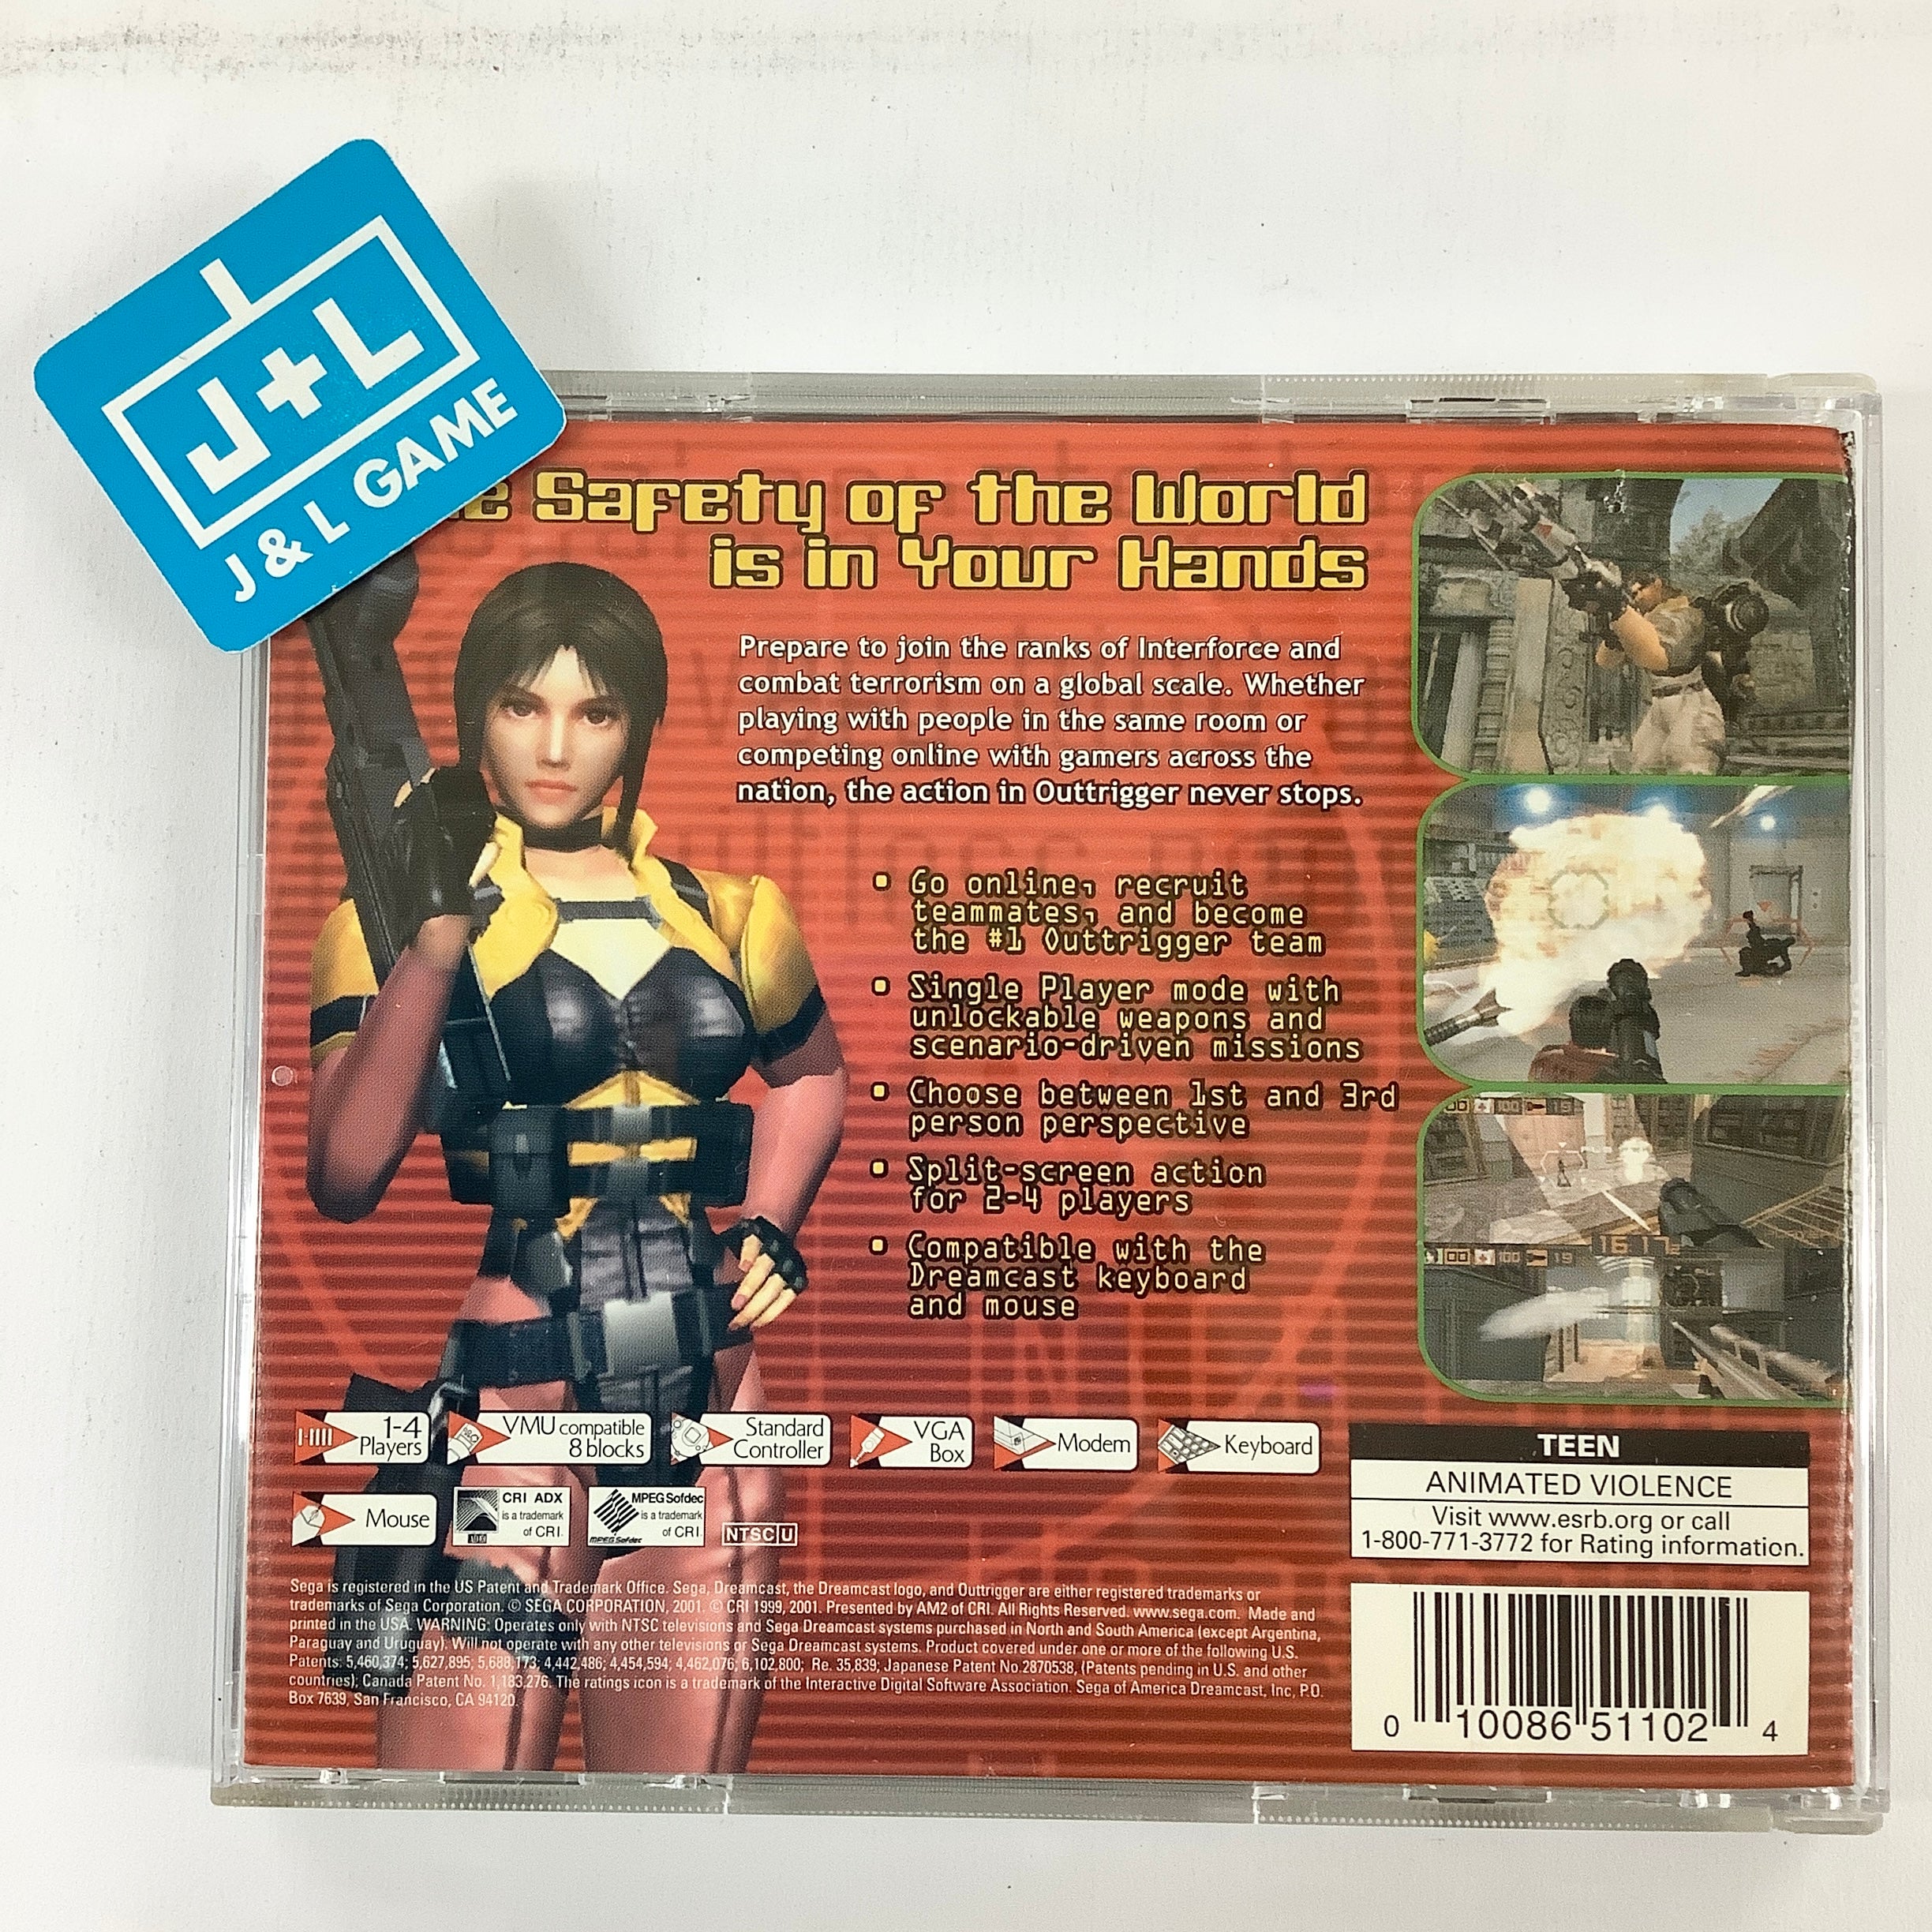 J+L
J & L GAME
Safety of the World
is in Your Hands
Prepare to join the ranks of Interforce and
combat terrorism on a global scale. Whether
playing with people in the same room or
competing online with gamers across the
nation, the action in Outtrigger never stops.
Go online, recruit
teammates, and become
the #1 Outtrigger team
Single Player mode with
unlockable weapons and
scenario-driven missions
Choose between 1st and 3rd
person perspective
Split-screen action
for 2-4 players
Compatible with the
Dreamcast keyboard
and mouse
1-4
Players
VMU compatible
8 blocks
Standard
Controller
VGA
Box
Modem
Keyboard
Mouse
CRI ADX
is a trademark
of CRI.
MPEG Sofdec
is a trademark
of CRI.
MPEG Sofdec
NTSC U
TEEN
ANIMATED VIOLENCE
Visit www.esrb.org or call
1-800-771-3772 for Rating information.
Sega is registered in the US Patent and Trademark Office. Sega, Dreamcast, the Dreamcast logo, and Outtrigger are either registered trademarks or
trademarks of Sega Corporation. © SEGA CORPORATION, 2001. © CRI 1999, 2001. Presented by AM2 of CRI. All Rights Reserved. www.sega.com. Made and
printed in the USA. WARNING: Operates only with NTSC televisions and Sega Dreamcast systems purchased in North and South America (except Argentina,
Paraguay and Uruguay). Will not operate with any other televisions or Sega Dreamcast systems. Product covered under one or more of the following U.S.
Patents: 5,460,374; 5,627,895; 5,688,173; 4,442,486; 4,454,594; 4,462,076; 6,102,800; Re. 35,839; Japanese Patent No.2870538, (Patents pending in U.S. and other
countries); Canada Patent No. 1,183,276. The ratings icon is a trademark of the Interactive Digital Software Association. Sega of America Dreamcast, Inc, P.O.
Box 7639, San Francisco, CA 94120.
0 10086 51102 4